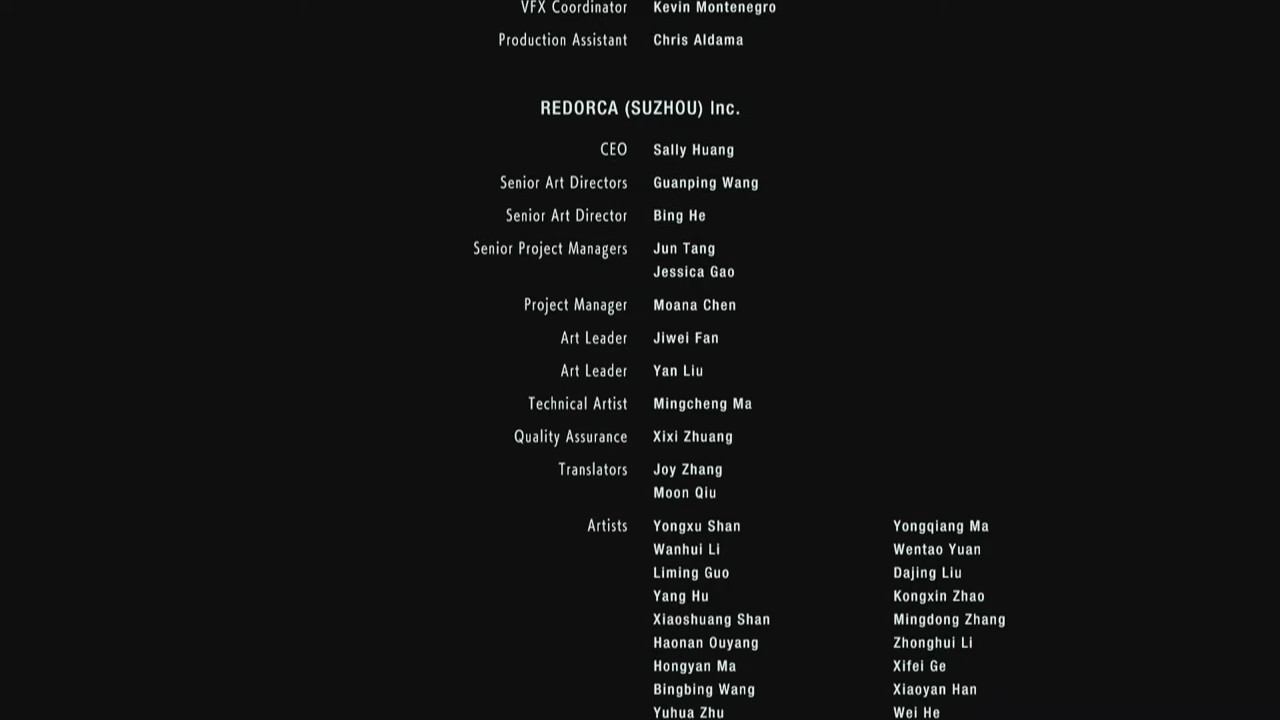 VFX Coordinator Kevin Montenegro
Production Assistant Chris Aldama
REDORCA (SUZHOU) Inc.
CEO Sally Huang
Senior Art Directors Guanping Wang
Senior Art Director Bing He
Senior Project Managers Jun Tang
Jessica Gao
Project Manager Moana Chen
Art Leader Jiwei Fan
Art Leader Yan Liu
Technical Artist Mingcheng Ma
Quality Assurance Xixi Zhuang
Translators Joy Zhang
Moon Qiu
Artists Yongxu Shan Yongqiang Ma
Wanhui Li Wentao Yuan
Liming Guo Dajing Liu
Yang Hu Kongxin Zhao
Xiaoshuang Shan Mingdong Zhang
Haonan Ouyang Zhonghui Li
Hongyan Ma Xifei Ge
Bingbing Wang Xiaoyan Han
Yuhua Zhu Wei He